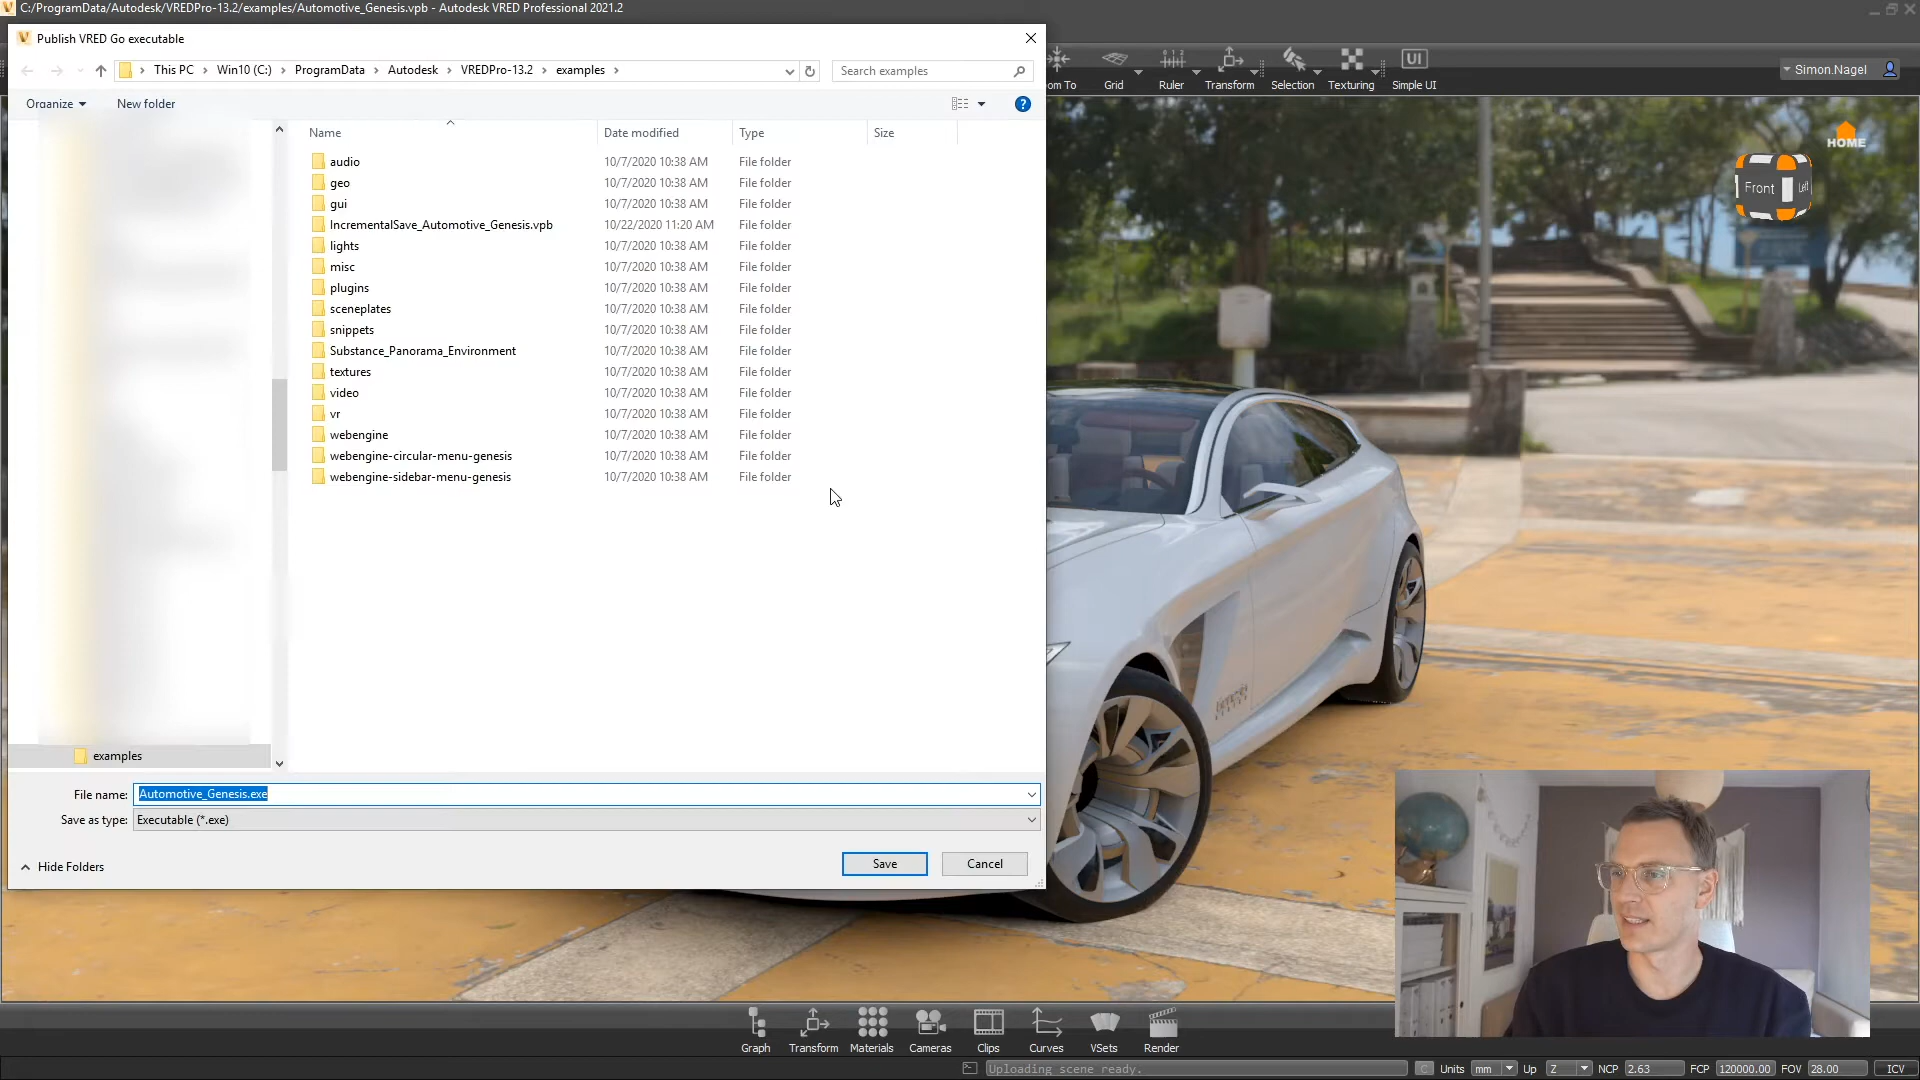 C:/ProgramData/Autodesk/VREDPro-13.2/examples/Automotive_Genesis.vpb - Autodesk VRED Professional 2021.2
Publish VRED Go executable
This PC > Win10 (C:) > ProgramData > Autodesk > VREDPro-13.2 > examples >
Search examples
Organize
New folder
Name Date modified Type Size
audio 10/7/2020 10:38 AM File folder
geo 10/7/2020 10:38 AM File folder
gui 10/7/2020 10:38 AM File folder
IncrementalSave_Automotive_Genesis.vpb 10/22/2020 11:20 AM File folder
lights 10/7/2020 10:38 AM File folder
misc 10/7/2020 10:38 AM File folder
plugins 10/7/2020 10:38 AM File folder
sceneplates 10/7/2020 10:38 AM File folder
snippets 10/7/2020 10:38 AM File folder
Substance_Panorama_Environment 10/7/2020 10:38 AM File folder
textures 10/7/2020 10:38 AM File folder
video 10/7/2020 10:38 AM File folder
vr 10/7/2020 10:38 AM File folder
webengine 10/7/2020 10:38 AM File folder
webengine-circular-menu-genesis 10/7/2020 10:38 AM File folder
webengine-sidebar-menu-genesis 10/7/2020 10:38 AM File folder
examples
File name: Automotive_Genesis.exe
Save as type: Executable (*.exe)
Hide Folders
Save
Cancel
om To Grid Ruler Transform Selection Texturing Simple UI
UI
Simon.Nagel
HOME
Front Left
Graph Transform Materials Cameras Clips Curves VSets Render
Uploading scene ready.
C Units mm Up Z NCP 2.63 FCP 120000.00 FOV 28.00 ICV